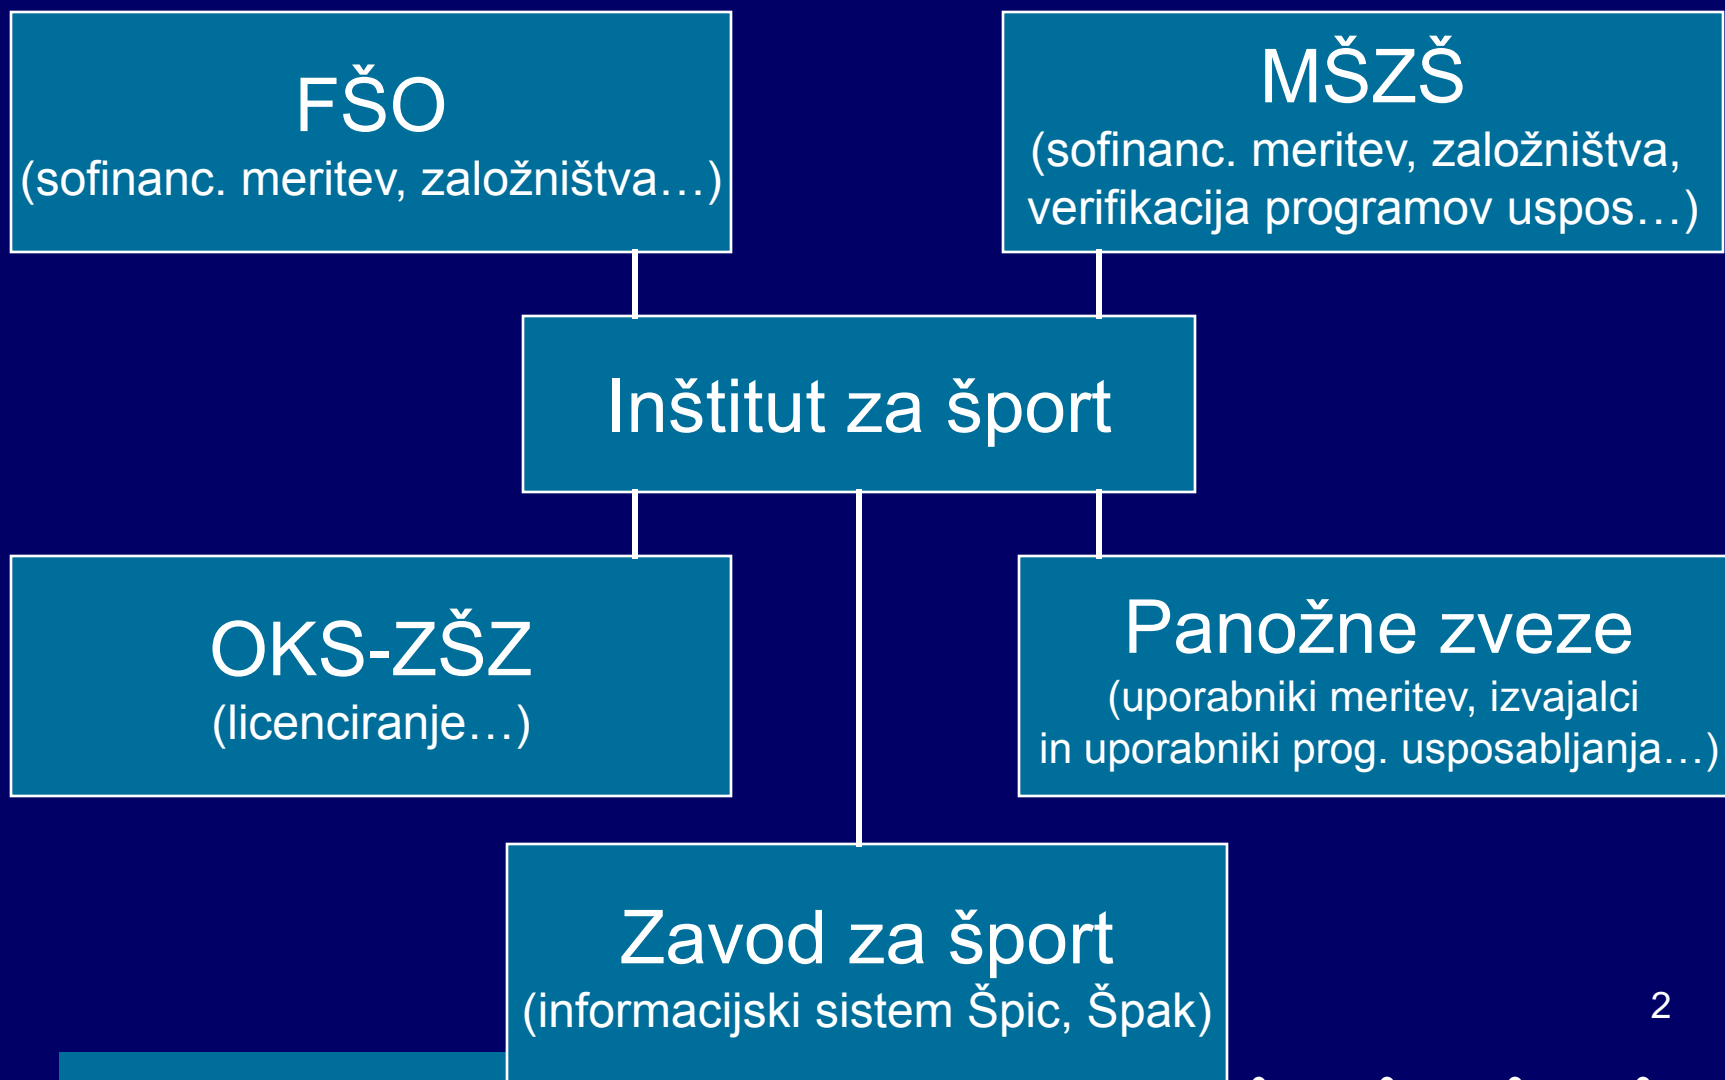 FŠO
(sofinanc. meritev, založništva…)
MŠZŠ
(sofinanc. meritev, založništva,
verifikacija programov uspos…)
Inštitut za šport
OKS-ZŠZ
(licenciranje…)
Panožne zveze
(uporabniki meritev, izvajalci
in uporabniki prog. usposabljanja…)
Zavod za šport
(informacijski sistem Špic, Špak)
2